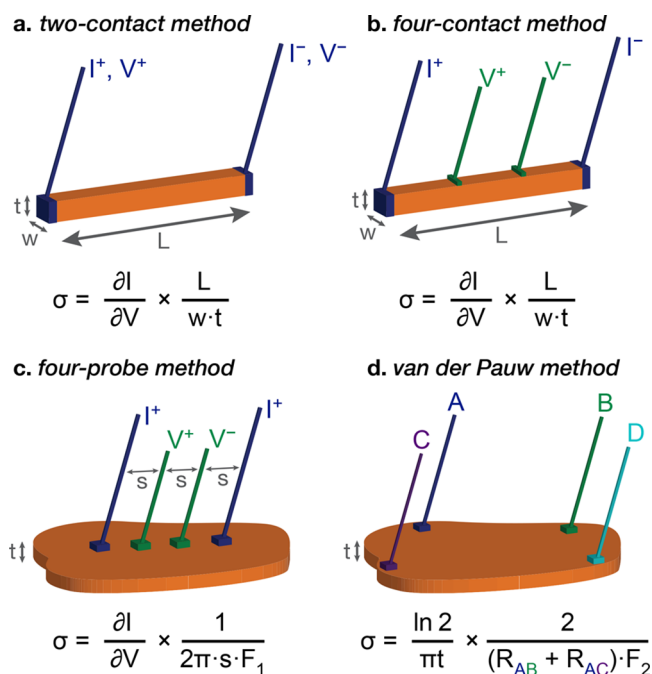 a. two-contact method
I⁺, V⁺
I⁻, V⁻
t
w
L
σ = ∂I/∂V × L/w·t
b. four-contact method
I⁺
V⁺
V⁻
I⁻
t
w
L
σ = ∂I/∂V × L/w·t
c. four-probe method
I⁺
V⁺
V⁻
I⁺
s
s
s
t
σ = ∂I/∂V × 1/2π·s·F₁
d. van der Pauw method
A
B
C
D
t
σ = ln 2/πt × 2/(R_AB + R_AC)·F₂